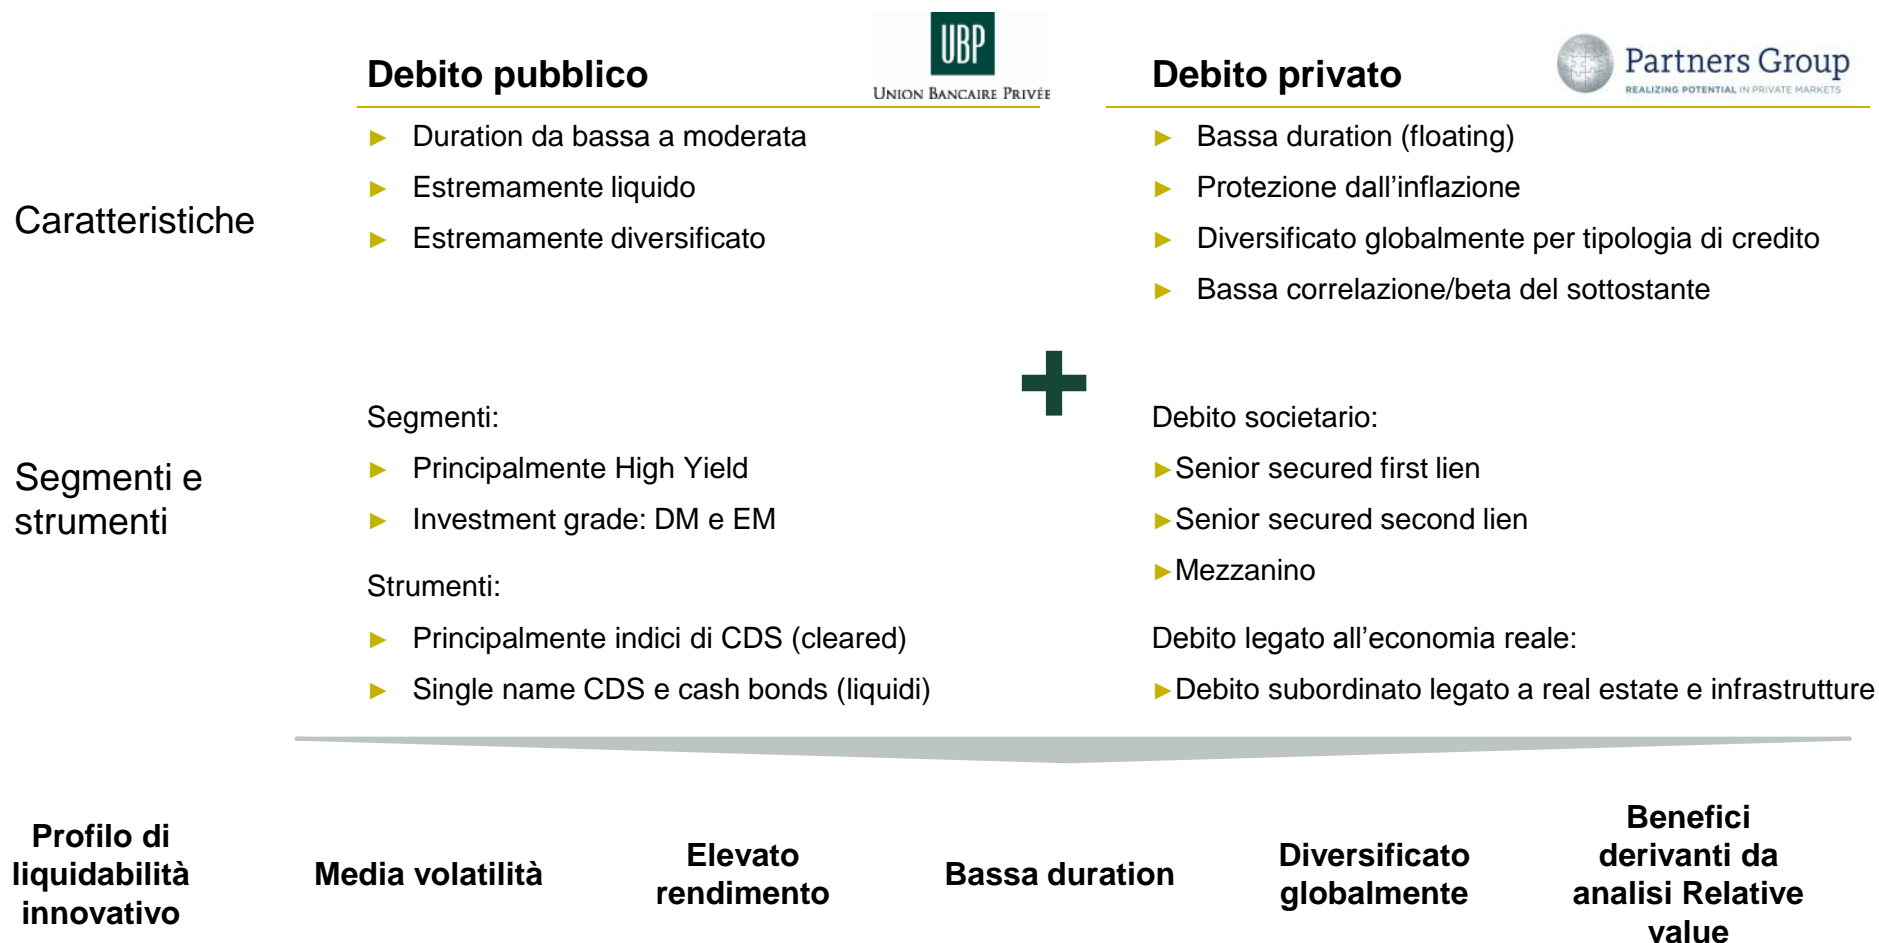 Debito pubblico
UBP
UNION BANCAIRE PRIVÉE
Debito privato
Partners Group
REALIZING POTENTIAL IN PRIVATE MARKETS
Caratteristiche
► Duration da bassa a moderata
► Estremamente liquido
► Estremamente diversificato
► Bassa duration (floating)
► Protezione dall’inflazione
► Diversificato globalmente per tipologia di credito
► Bassa correlazione/beta del sottostante
Segmenti e
strumenti
Segmenti:
► Principalmente High Yield
► Investment grade: DM e EM
Strumenti:
► Principalmente indici di CDS (cleared)
► Single name CDS e cash bonds (liquidi)
Debito societario:
►Senior secured first lien
►Senior secured second lien
►Mezzanino
Debito legato all’economia reale:
►Debito subordinato legato a real estate e infrastrutture
Profilo di
liquidabilità
innovativo
Media volatilità
Elevato
rendimento
Bassa duration
Diversificato
globalmente
Benefici
derivanti da
analisi Relative
value